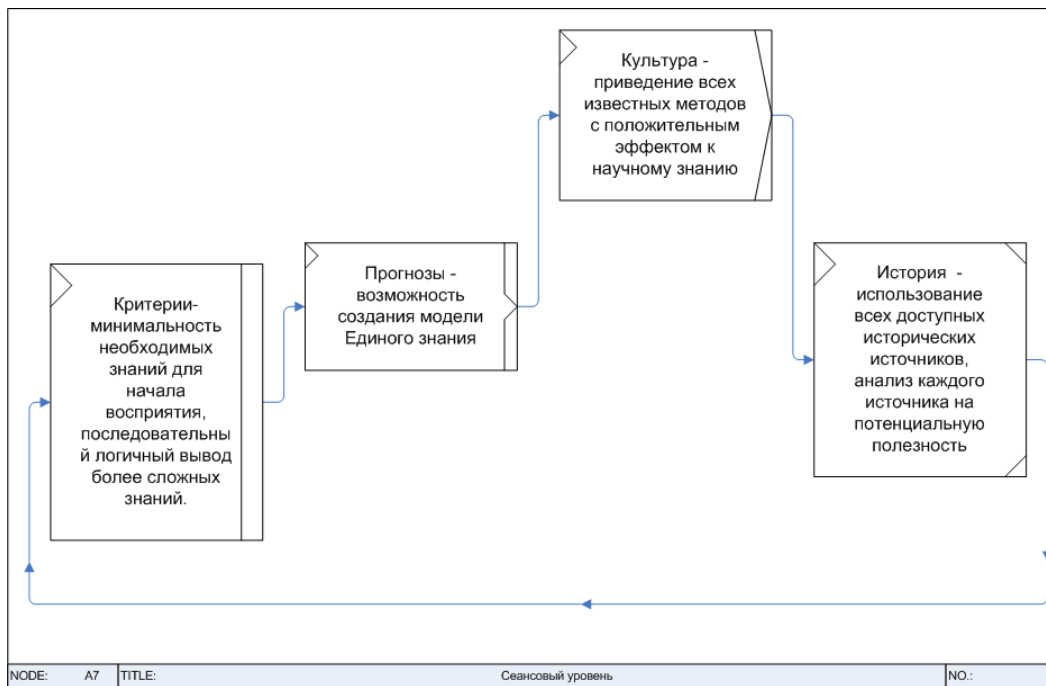 Культура -
приведение всех
известных методов
с положительным
эффектом к
научному знанию
Прогнозы -
возможность
создания модели
Единого знания
История -
использование
всех доступных
исторических
источников,
анализ каждого
источника на
потенциальную
полезность
Критерии-
минимальность
необходимых
знаний для
начала
восприятия,
последовательны
й логичный вывод
более сложных
знаний.
NODE: A7 TITLE: Сеансовый уровень NO.: